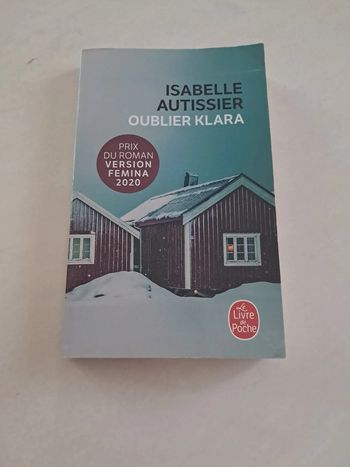 ISABELLE
AUTISSIER
OUBLIER KLARA
PRIX
DU ROMAN
VERSION
FEMINA
2020
Le
Livre
de
Poche